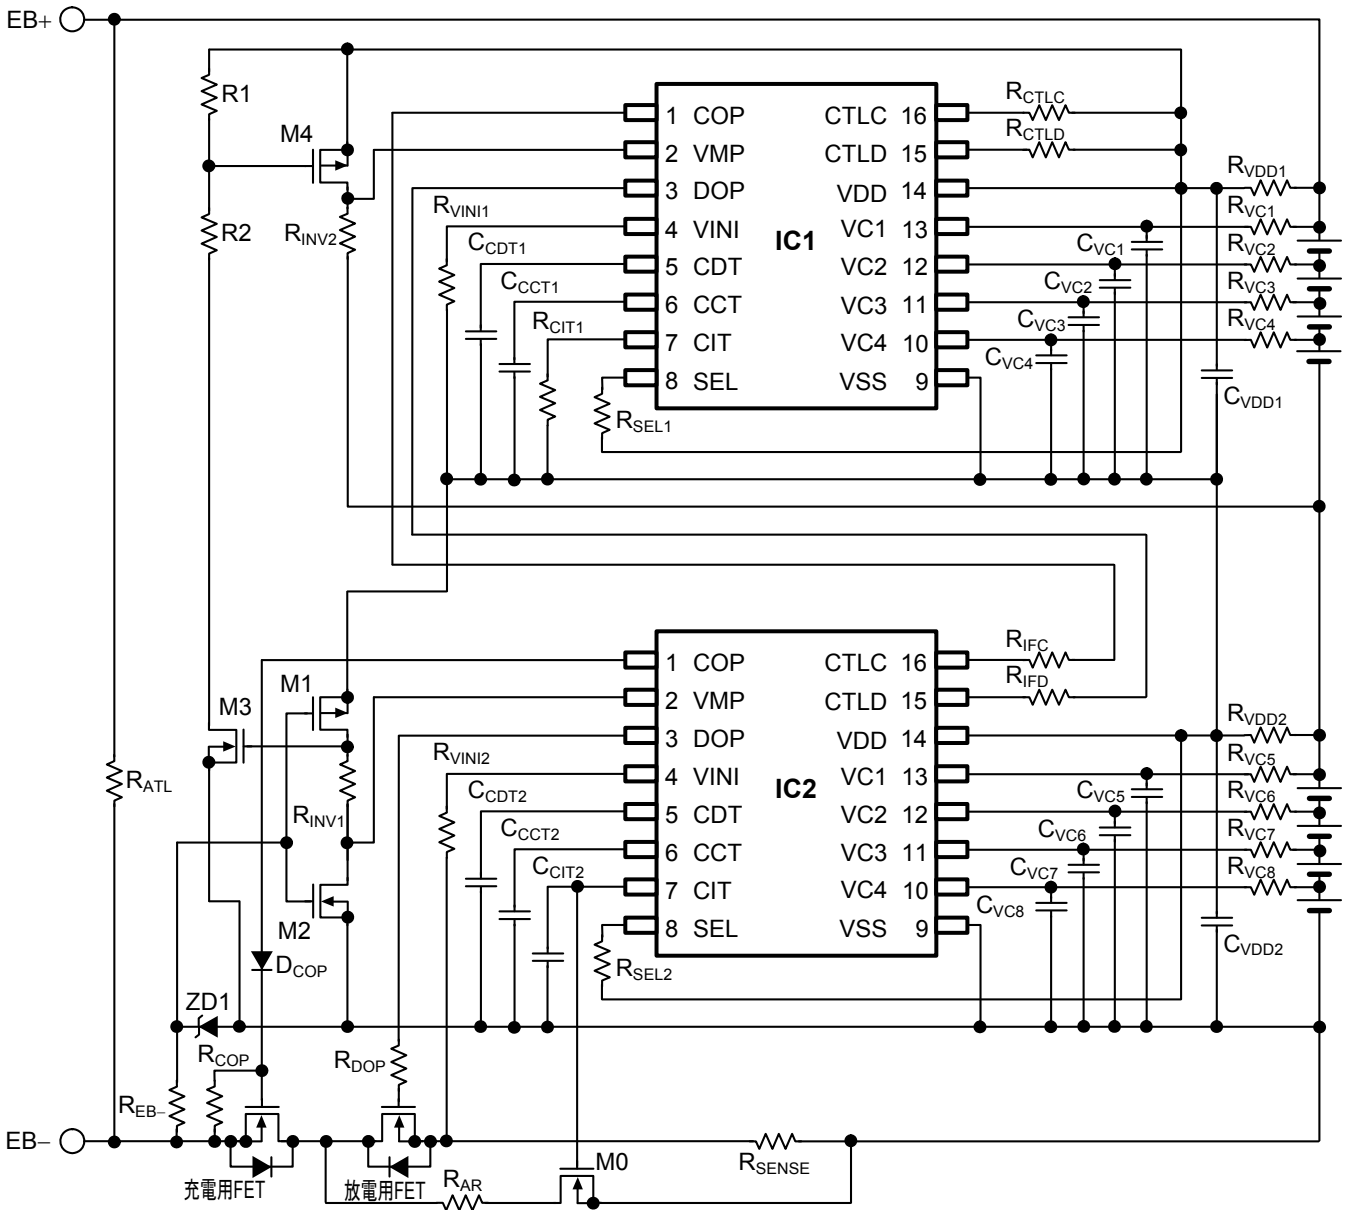 EB+
R1
M4
R2
RINV2
RVINI1
CCDT1
CCCT1
RCIT1
RSEL1
1 COP
2 VMP
3 DOP
4 VINI
5 CDT
6 CCT
7 CIT
8 SEL
IC1
CTLC 16
CTLD 15
VDD 14
VC1 13
VC2 12
VC3 11
VC4 10
VSS 9
RCTLC
RCTLD
RVDD1
RVC1
RVC2
RVC3
RVC4
CVC1
CVC2
CVC3
CVC4
CVDD1
M1
M3
RATL
RINV1
M2
DCOP
ZD1
RVINI2
CCDT2
CCCT2
CCIT2
RSEL2
1 COP
2 VMP
3 DOP
4 VINI
5 CDT
6 CCT
7 CIT
8 SEL
IC2
CTLC 16
CTLD 15
VDD 14
VC1 13
VC2 12
VC3 11
VC4 10
VSS 9
RIFC
RIFD
RVDD2
RVC5
RVC6
RVC7
RVC8
CVC5
CVC6
CVC7
CVC8
CVDD2
RCOP
RDOP
REB−
EB−
充電用FET
放電用FET
RAR
M0
RSENSE